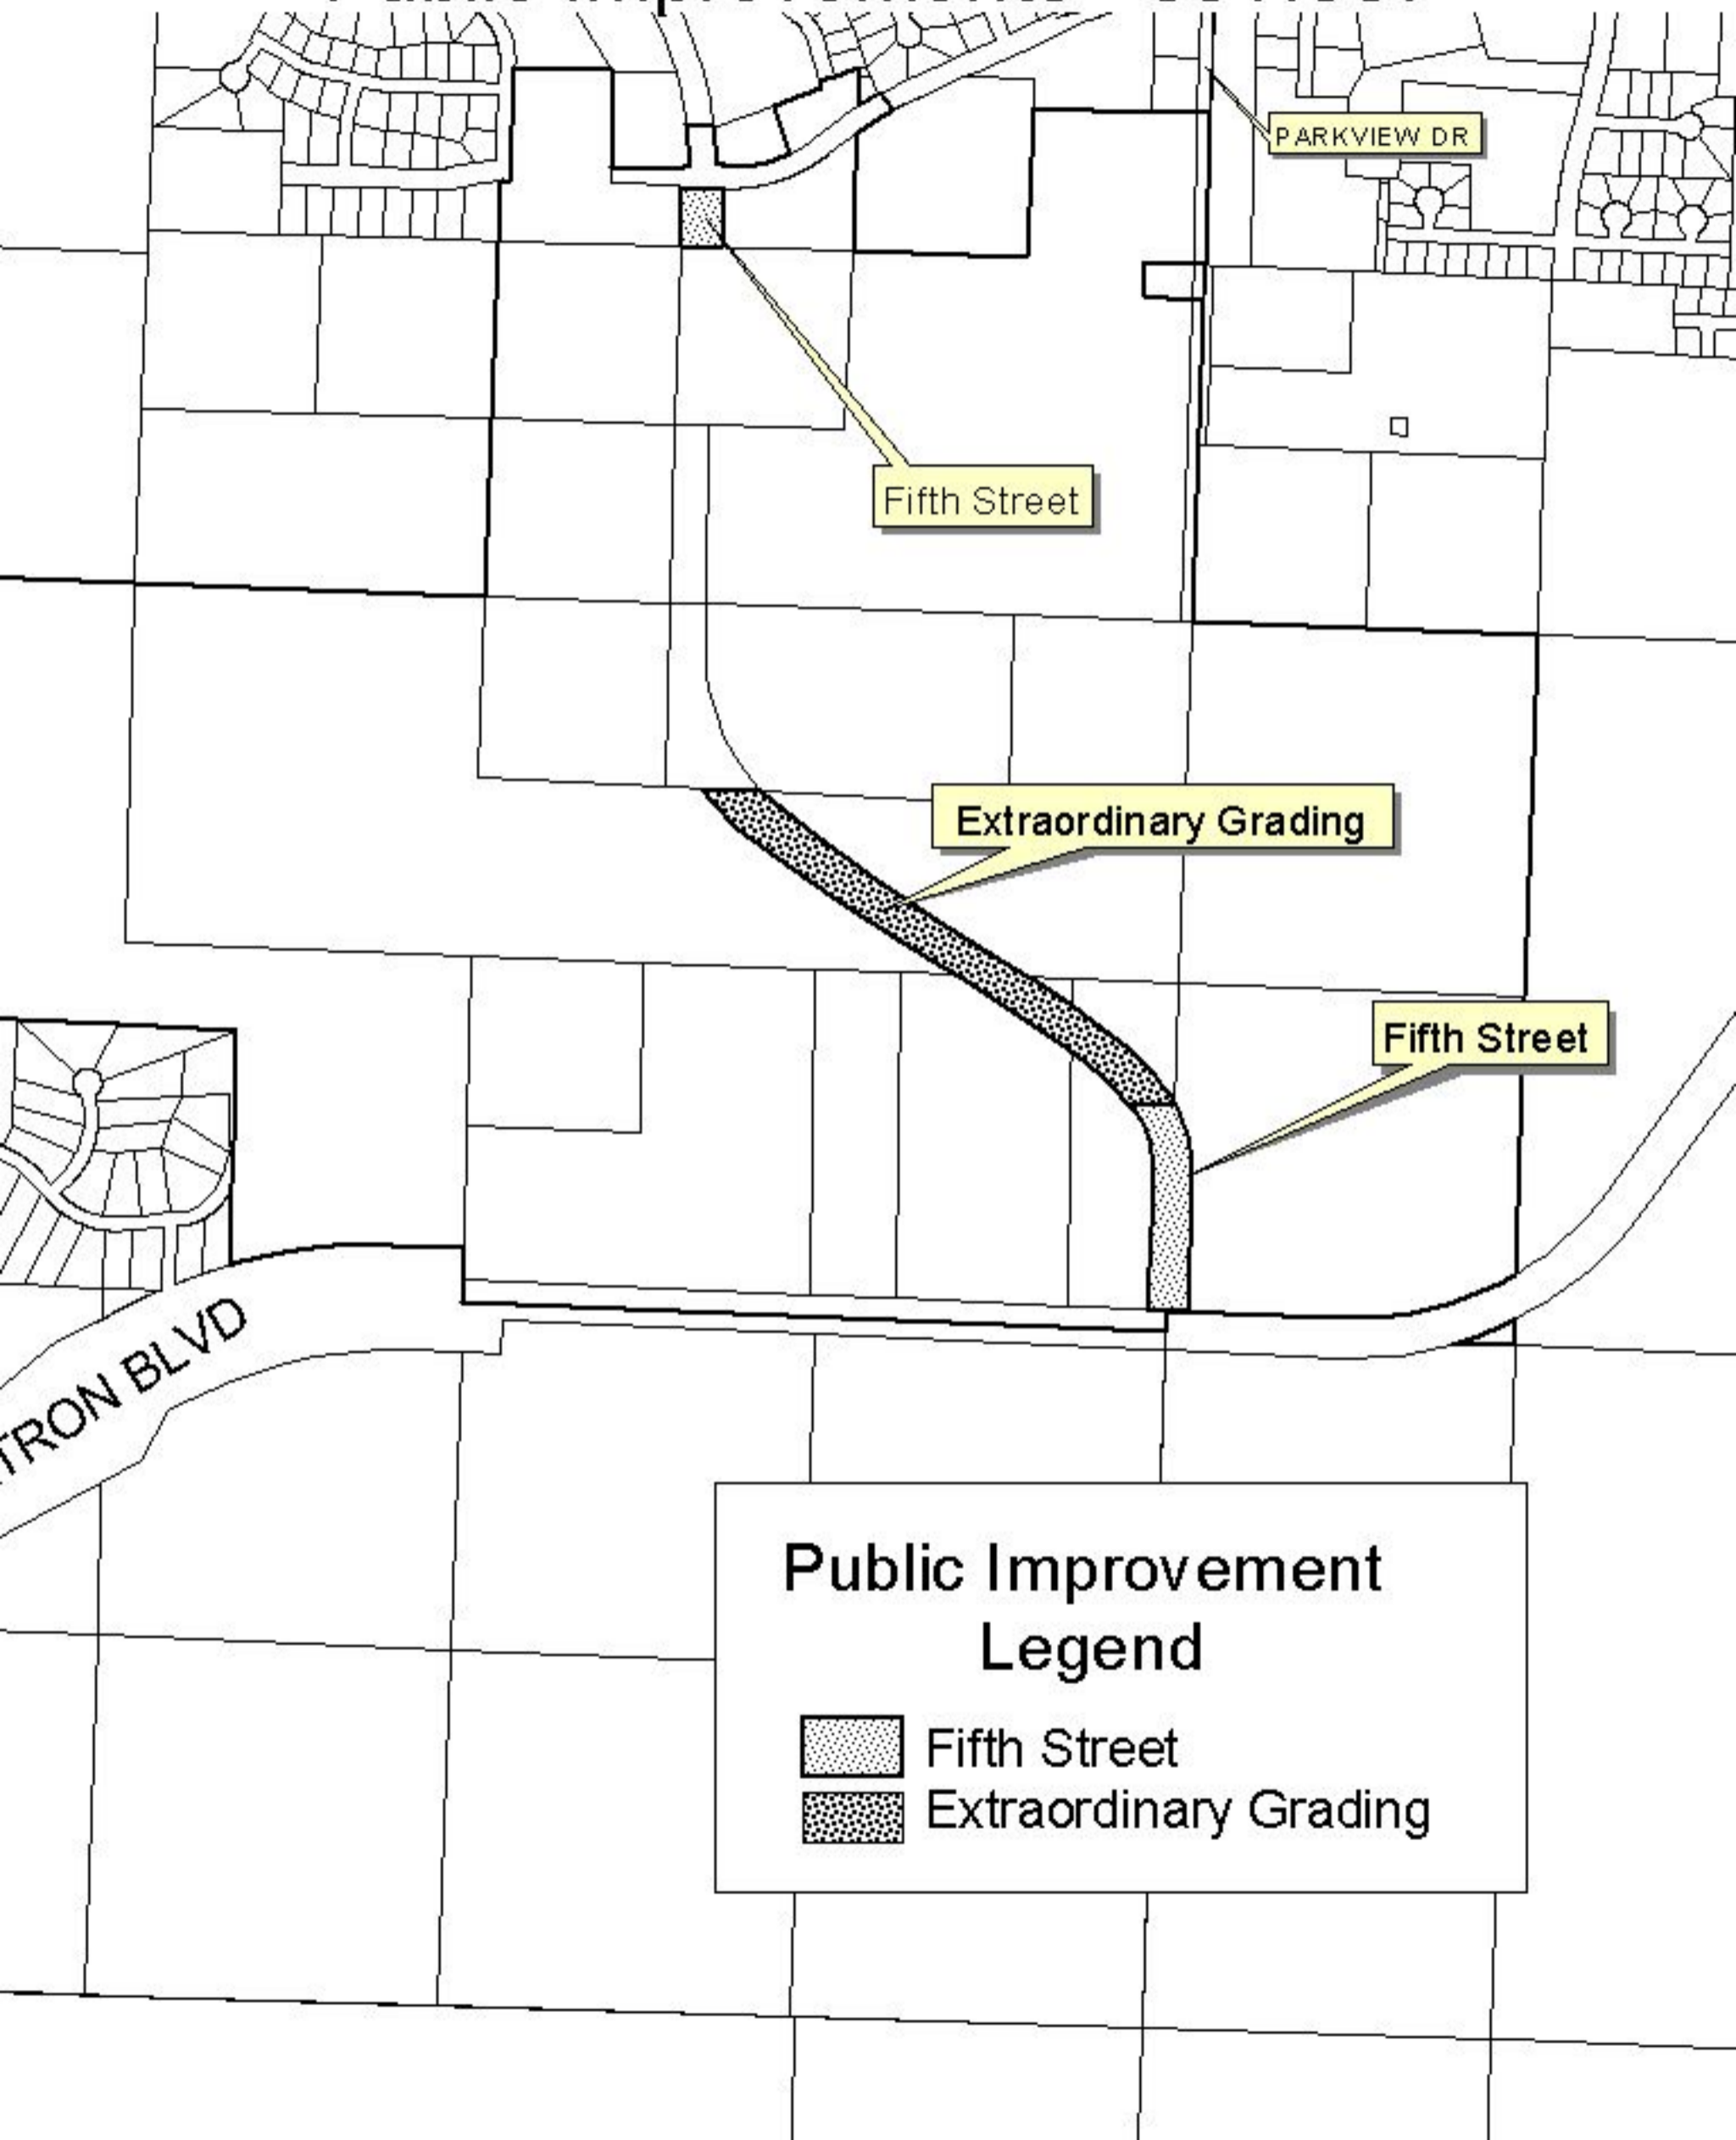 PARKVIEW DR
Fifth Street
Extraordinary Grading
Fifth Street
TRON BLVD
Public Improvement
Legend
Fifth Street
Extraordinary Grading